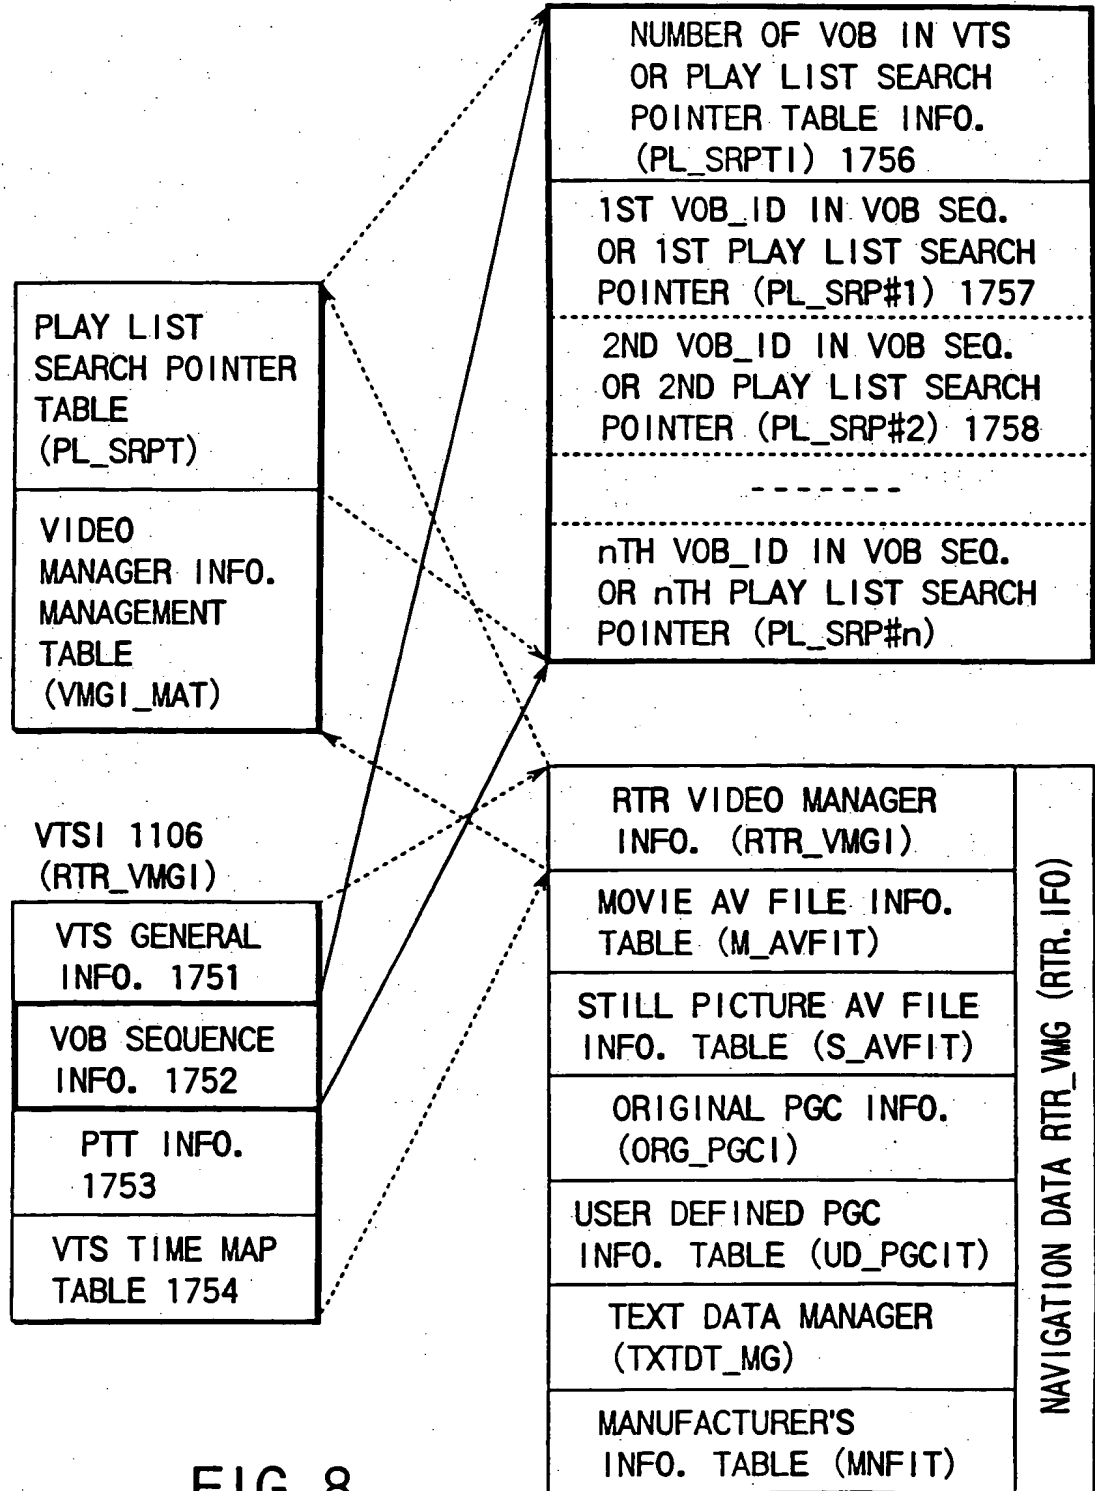 NUMBER OF VOB IN VTS
OR PLAY LIST SEARCH
POINTER TABLE INFO.
(PL_SRPTI) 1756
1ST VOB_ID IN VOB SEQ.
OR 1ST PLAY LIST SEARCH
POINTER (PL_SRP#1) 1757
2ND VOB_ID IN VOB SEQ.
OR 2ND PLAY LIST SEARCH
POINTER (PL_SRP#2) 1758
-------
nTH VOB_ID IN VOB SEQ.
OR nTH PLAY LIST SEARCH
POINTER (PL_SRP#n)
PLAY LIST
SEARCH POINTER
TABLE
(PL_SRPT)
VIDEO
MANAGER INFO.
MANAGEMENT
TABLE
(VMGI_MAT)
VTSI 1106
(RTR_VMGI)
VTS GENERAL
INFO. 1751
VOB SEQUENCE
INFO. 1752
PTT INFO.
1753
VTS TIME MAP
TABLE 1754
RTR VIDEO MANAGER
INFO. (RTR_VMGI)
MOVIE AV FILE INFO.
TABLE (M_AVFIT)
STILL PICTURE AV FILE
INFO. TABLE (S_AVFIT)
ORIGINAL PGC INFO.
(ORG_PGCI)
USER DEFINED PGC
INFO. TABLE (UD_PGCIT)
TEXT DATA MANAGER
(TXTDT_MG)
MANUFACTURER'S
INFO. TABLE (MNFIT)
NAVIGATION DATA RTR_VMG (RTR.IFO)
FIG. 8